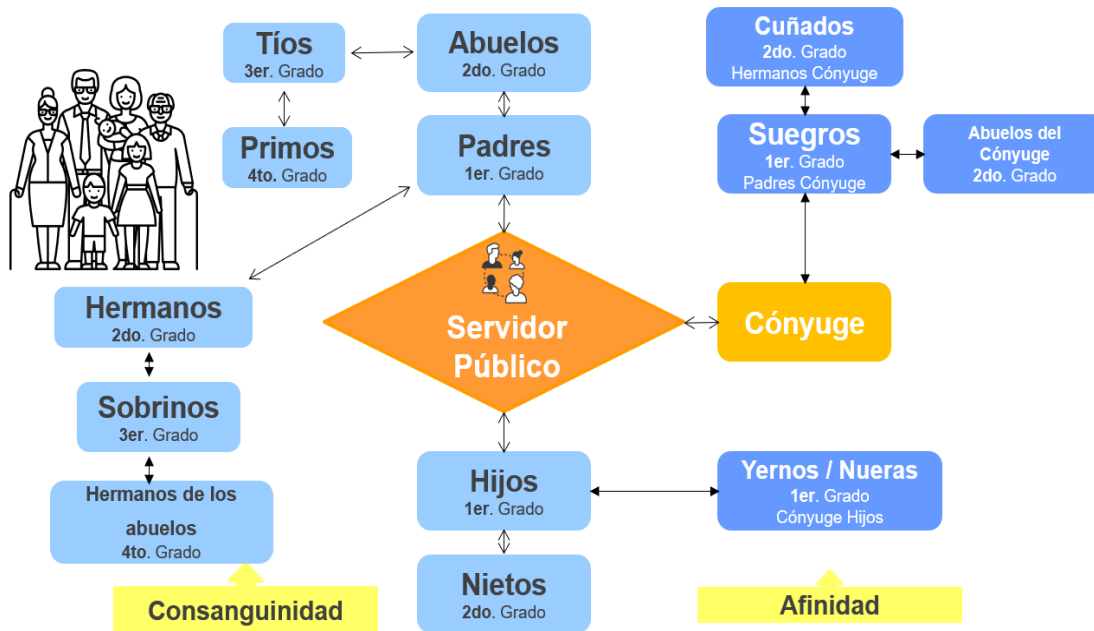 Tíos
3er. Grado
Abuelos
2do. Grado
Cuñados
2do. Grado
Hermanos Cónyuge
Primos
4to. Grado
Padres
1er. Grado
Suegros
1er. Grado
Padres Cónyuge
Abuelos del
Cónyuge
2do. Grado
Hermanos
2do. Grado
Servidor
Público
Cónyuge
Sobrinos
3er. Grado
Hermanos de los
abuelos
4to. Grado
Hijos
1er. Grado
Yernos / Nueras
1er. Grado
Cónyuge Hijos
Nietos
2do. Grado
Consanguinidad
Afinidad